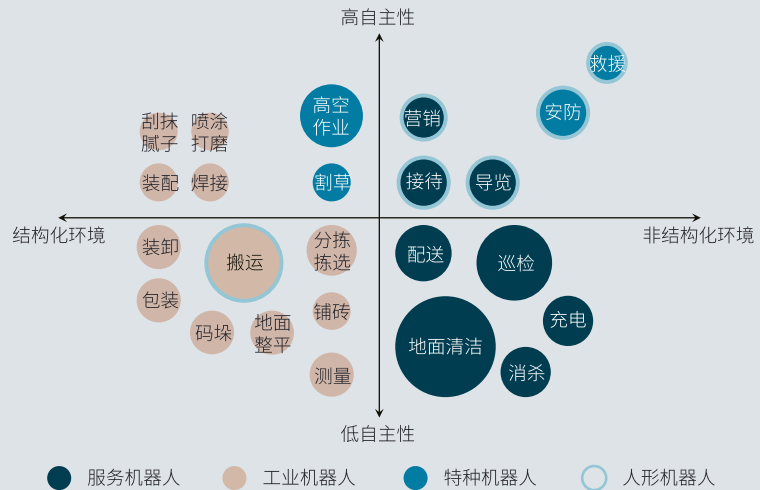 高自主性
救援
刮抹
腻子
喷涂
打磨
高空
作业
营销
安防
装配
焊接
割草
接待
导览
结构化环境
非结构化环境
装卸
搬运
分拣
拣选
配送
巡检
包装
码垛
地面
整平
铺砖
地面清洁
充电
测量
消杀
低自主性
服务机器人
工业机器人
特种机器人
人形机器人